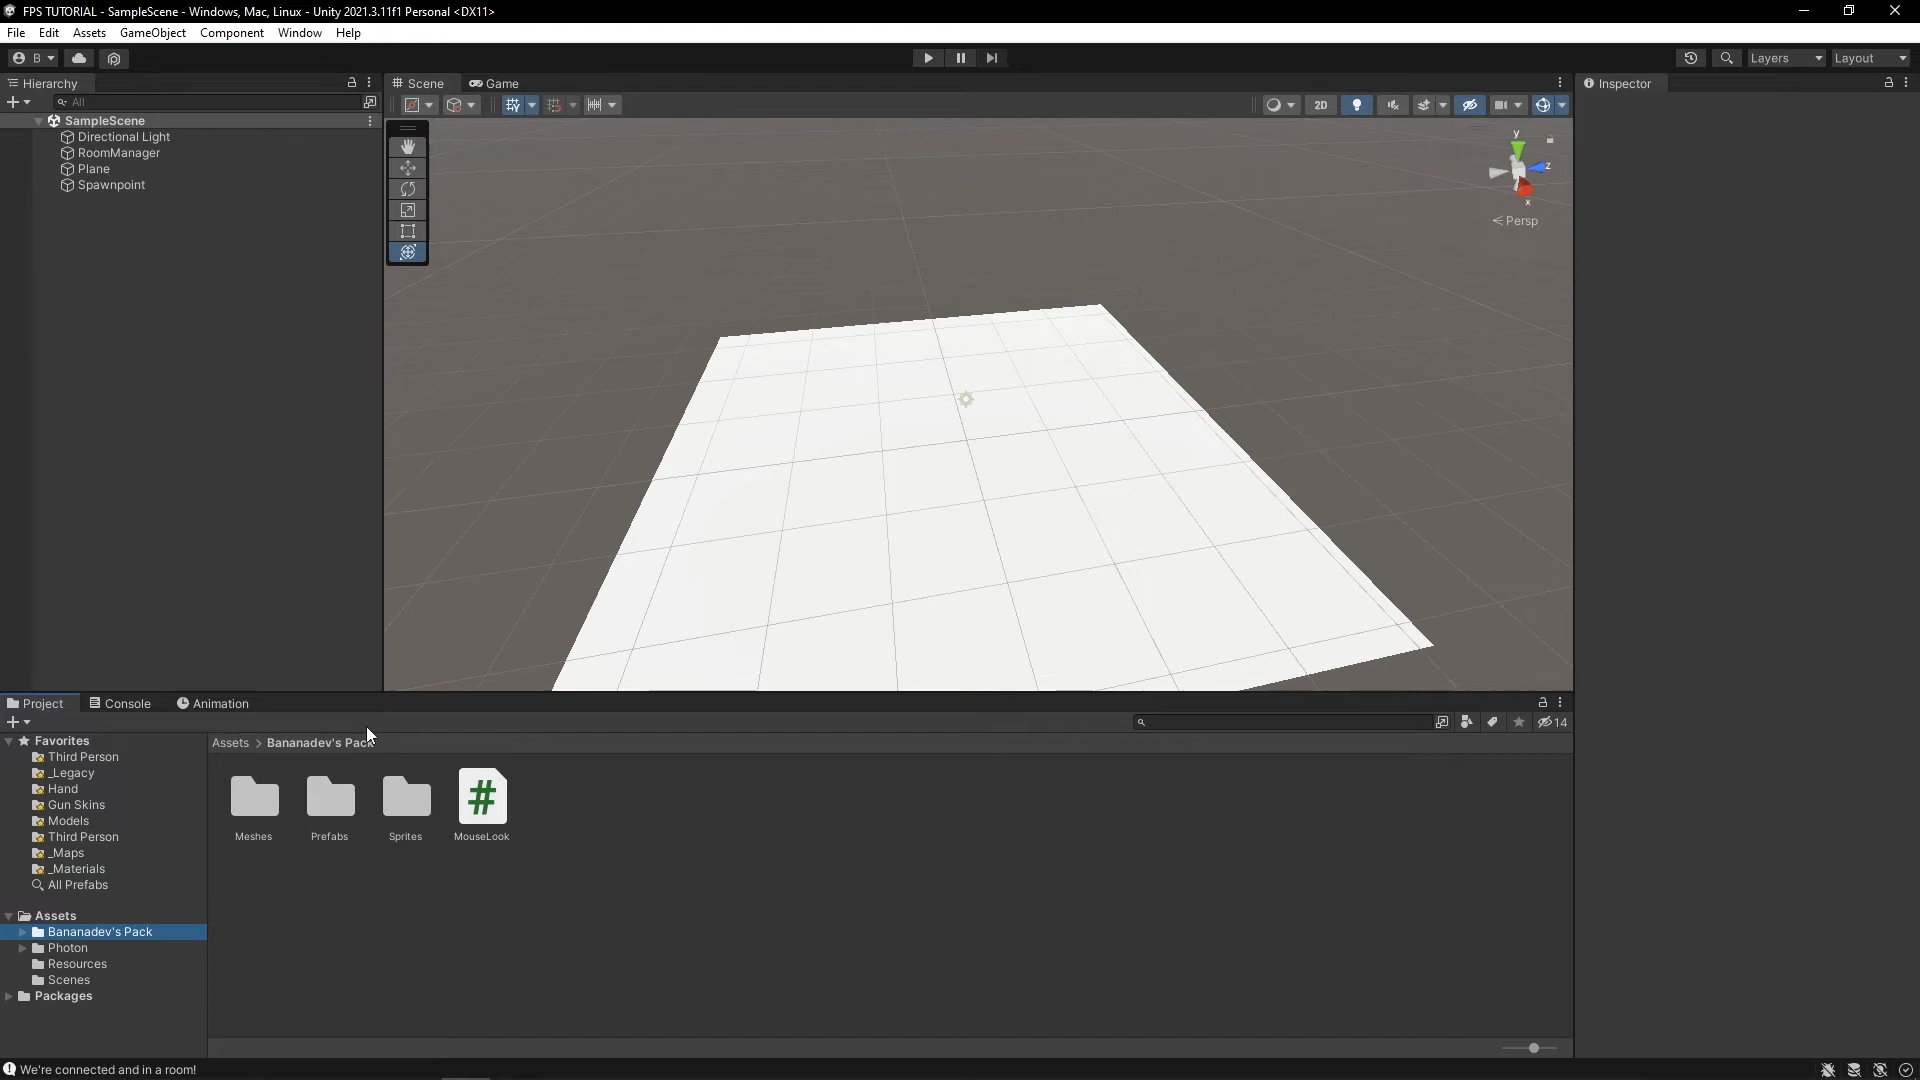 FPS TUTORIAL - SampleScene - Windows, Mac, Linux - Unity 2021.3.11f1 Personal <DX11>
File Edit Assets GameObject Component Window Help
B
Layers
Layout
Hierarchy
Scene
Game
Inspector
All
2D
SampleScene
Directional Light
RoomManager
Plane
Spawnpoint
y
z
x
Persp
Project
Console
Animation
14
Favorites
Third Person
_Legacy
Hand
Gun Skins
Models
Third Person
_Maps
_Materials
All Prefabs
Assets
Bananadev's Pack
Photon
Resources
Scenes
Packages
Assets > Bananadev's Pack
Meshes
Prefabs
Sprites
#
MouseLook
We're connected and in a room!